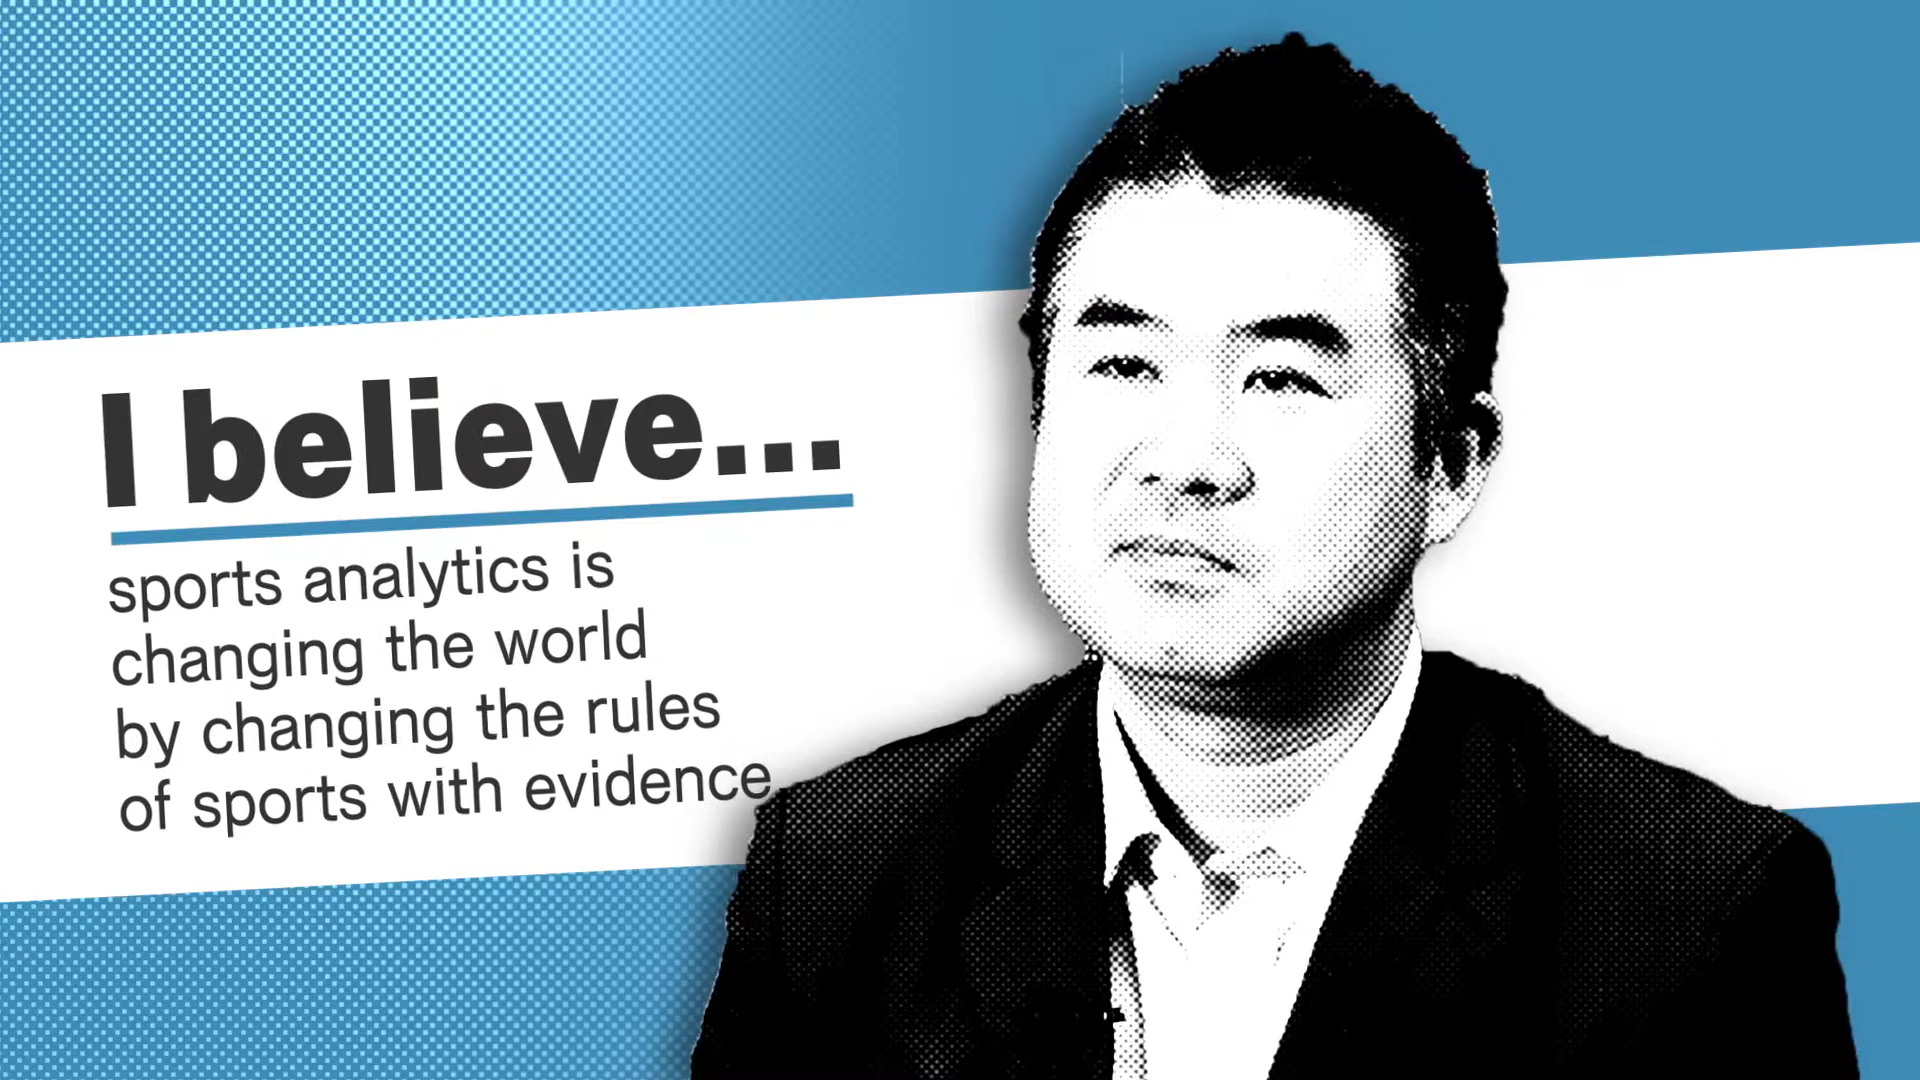 I believe...
sports analytics is
changing the world
by changing the rules
of sports with evidence